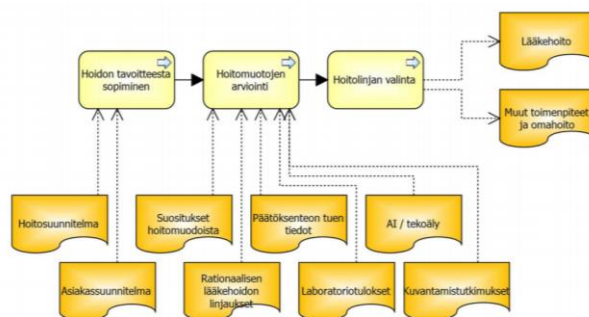 Lääkehoito
Hoidon tavoitteesta
sopiminen
Hoitomuotojen
arviointi
Hoitolinjan valinta
Muut toimenpiteet
ja omahoito
Hoitosuunnitelma
Suositukset
hoitomuodoista
Päätöksenteon tuen
tiedot
AI / tekoäly
Asiakassuunnitelma
Rationaalisen
lääkehoidon
linjaukset
Laboratoriotulokset
Kuvantamistutkimukset